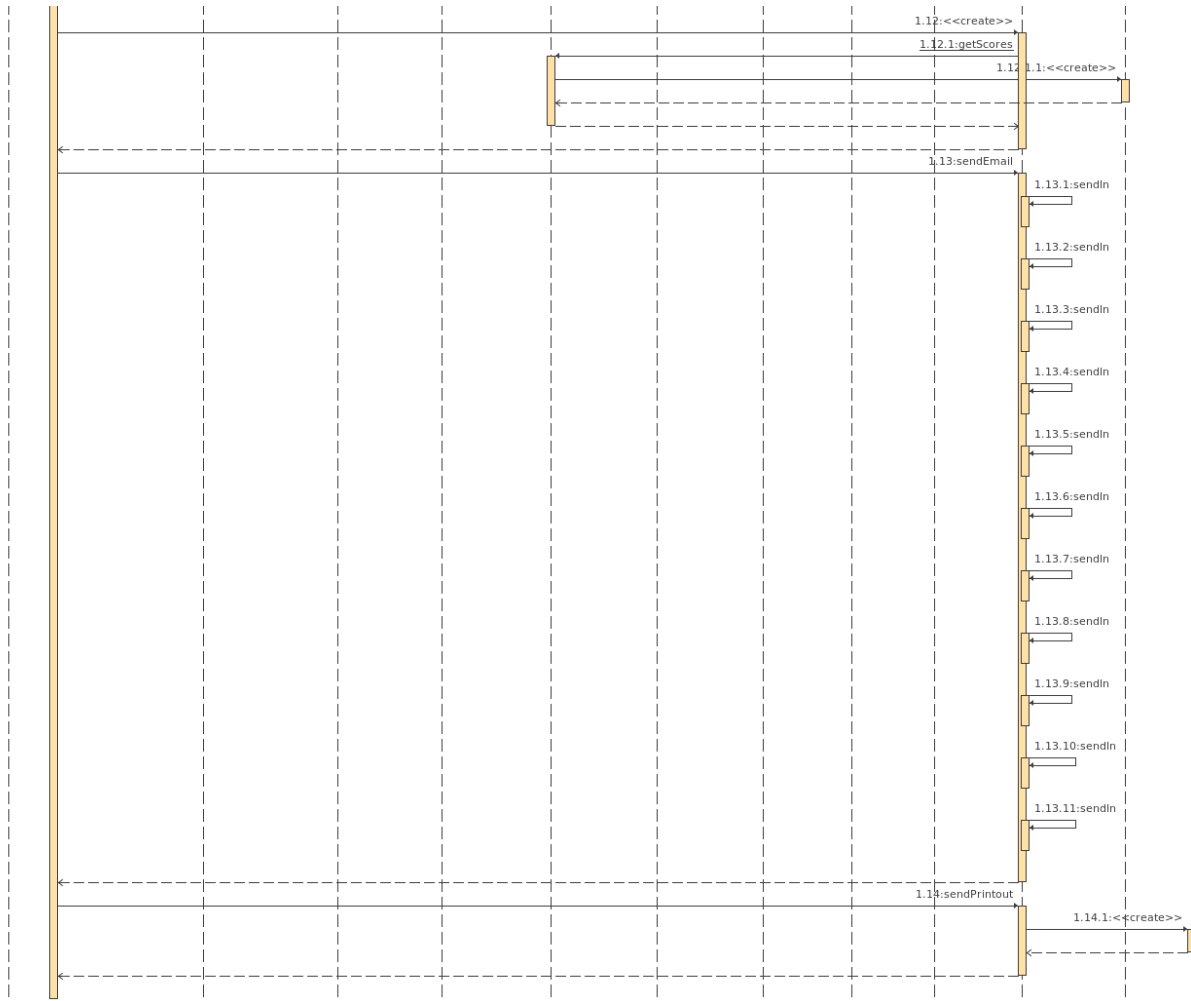 1.12:<<create>>
1.12.1:getScores
1.12.1.1:<<create>>
1.13:sendEmail
1.13.1:sendln
1.13.2:sendln
1.13.3:sendln
1.13.4:sendln
1.13.5:sendln
1.13.6:sendln
1.13.7:sendln
1.13.8:sendln
1.13.9:sendln
1.13.10:sendln
1.13.11:sendln
1.14:sendPrintout
1.14.1:<<create>>